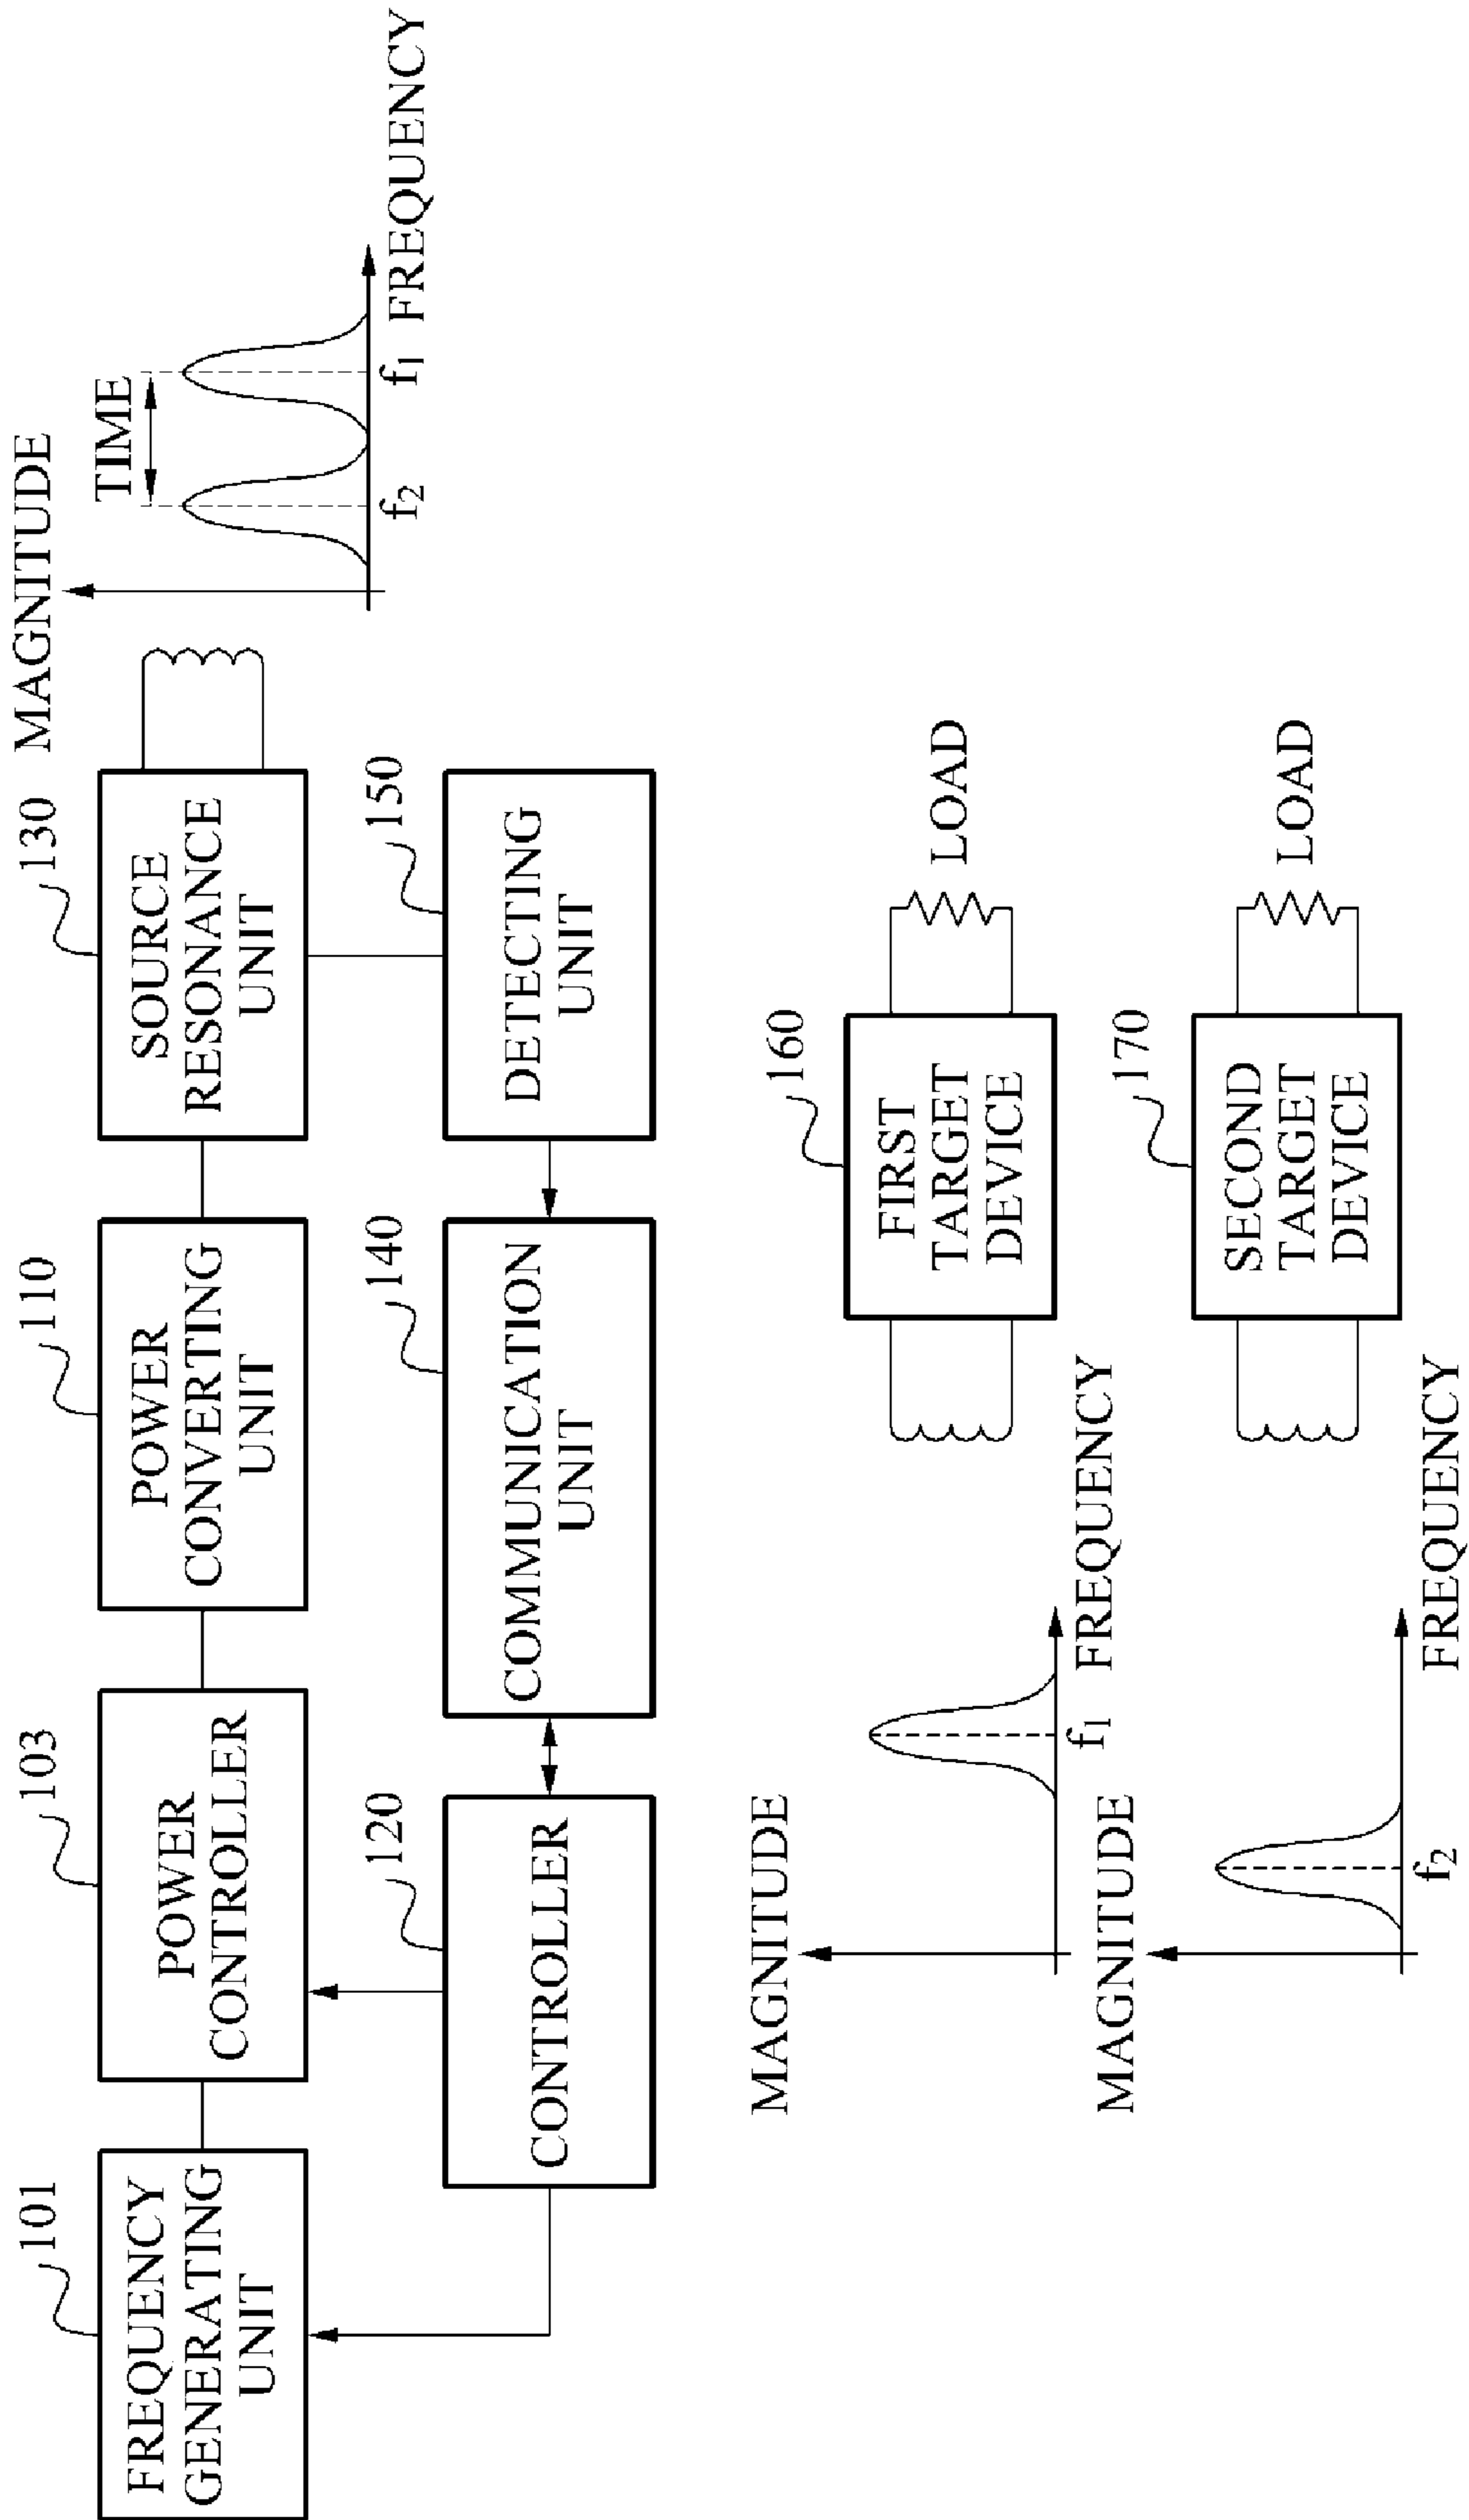 101
FREQUENCY
GENERATING
UNIT
103
POWER
CONTROLLER
110
POWER
CONVERTING
UNIT
130
SOURCE
RESONANCE
UNIT
MAGNITUDE
TIME
f2
f1
FREQUENCY
120
CONTROLLER
140
COMMUNICATION
UNIT
150
DETECTING
UNIT
MAGNITUDE
f1
FREQUENCY
160
FIRST
TARGET
DEVICE
LOAD
MAGNITUDE
f2
FREQUENCY
170
SECOND
TARGET
DEVICE
LOAD